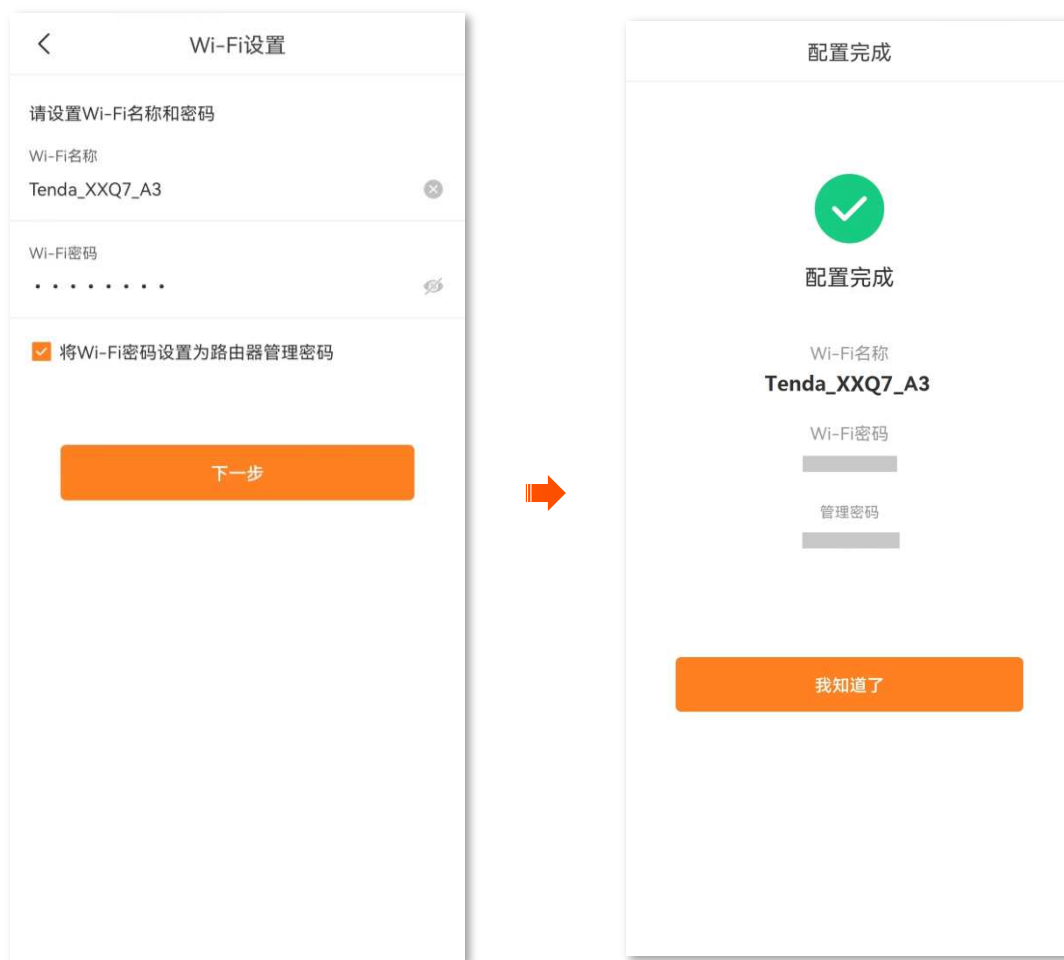 Wi-Fi设置
请设置Wi-Fi名称和密码
Wi-Fi名称
Tenda_XXQ7_A3
Wi-Fi密码
········
将Wi-Fi密码设置为路由器管理密码
下一步
配置完成
配置完成
Wi-Fi名称
Tenda_XXQ7_A3
Wi-Fi密码
管理密码
我知道了